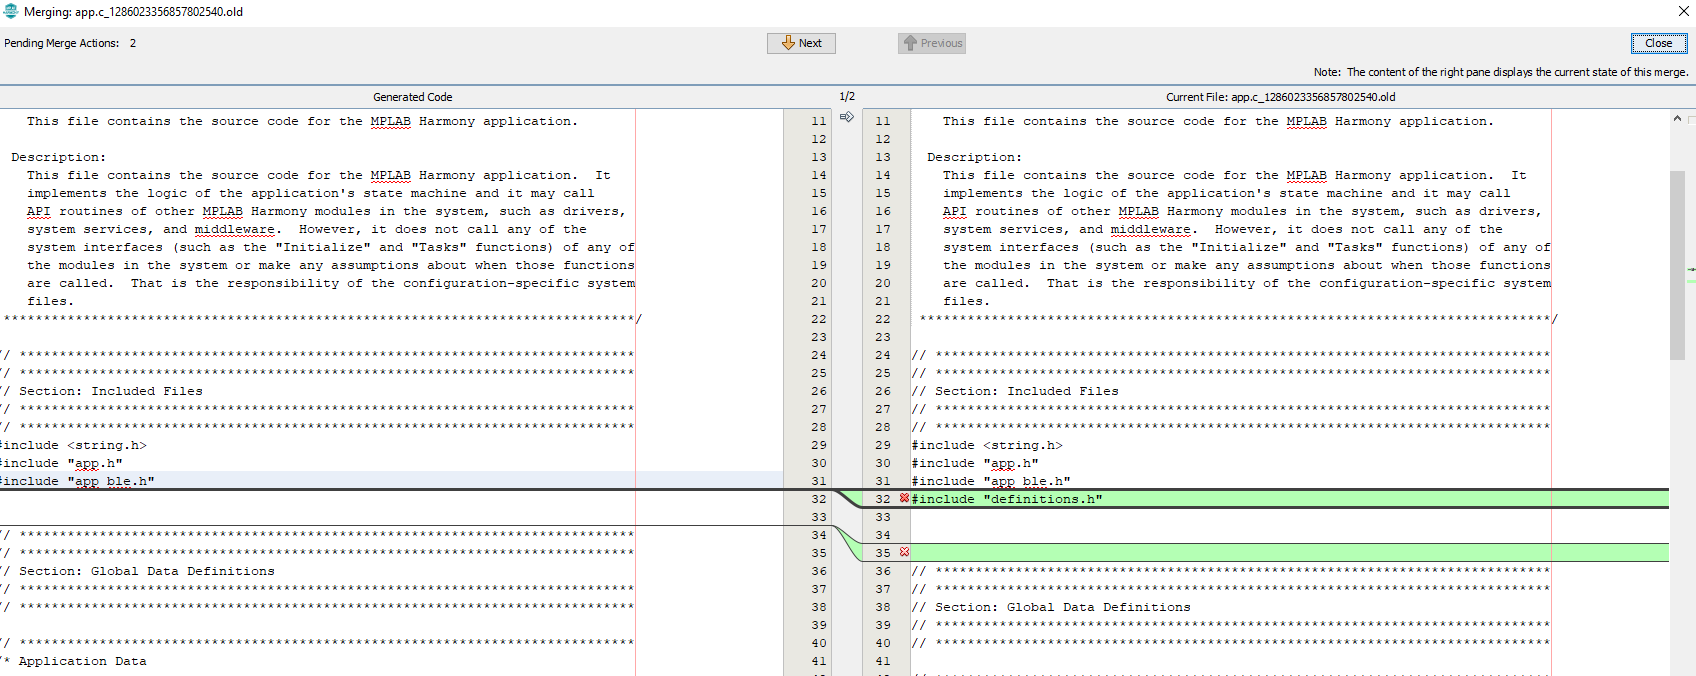 Merging: app.c_1286023356857802540.old
Pending Merge Actions: 2
Next
Previous
Close
Note: The content of the right pane displays the current state of this merge.
Generated Code
1/2
Current File: app.c_1286023356857802540.old
This file contains the source code for the MPLAB Harmony application.
11
12
Description:
13
This file contains the source code for the MPLAB Harmony application.  It
14
implements the logic of the application's state machine and it may call
15
API routines of other MPLAB Harmony modules in the system, such as drivers,
16
system services, and middleware.  However, it does not call any of the
17
system interfaces (such as the "Initialize" and "Tasks" functions) of any of
18
the modules in the system or make any assumptions about when those functions
19
are called.  That is the responsibility of the configuration-specific system
20
files.
21
*******************************************************************************/
22
23
/ *****************************************************************************
24
/ *****************************************************************************
25
/ Section: Included Files
26
/ *****************************************************************************
27
/ *****************************************************************************
28
#include <string.h>
29
#include "app.h"
30
#include "app_ble.h"
31
32
33
/ *****************************************************************************
34
/ *****************************************************************************
35
/ Section: Global Data Definitions
36
/ *****************************************************************************
37
/ *****************************************************************************
38
39
/ *****************************************************************************
40
* Application Data
41
11
This file contains the source code for the MPLAB Harmony application.
12
13
Description:
14
This file contains the source code for the MPLAB Harmony application.  It
15
implements the logic of the application's state machine and it may call
16
API routines of other MPLAB Harmony modules in the system, such as drivers,
17
system services, and middleware.  However, it does not call any of the
18
system interfaces (such as the "Initialize" and "Tasks" functions) of any of
19
the modules in the system or make any assumptions about when those functions
20
are called.  That is the responsibility of the configuration-specific system
21
files.
22
*******************************************************************************/
23
24
// *****************************************************************************
25
// *****************************************************************************
26
// Section: Included Files
27
// *****************************************************************************
28
// *****************************************************************************
29
#include <string.h>
30
#include "app.h"
31
#include "app_ble.h"
32
#include "definitions.h"
33
34
35
36
// *****************************************************************************
37
// *****************************************************************************
38
// Section: Global Data Definitions
39
// *****************************************************************************
40
// *****************************************************************************
41